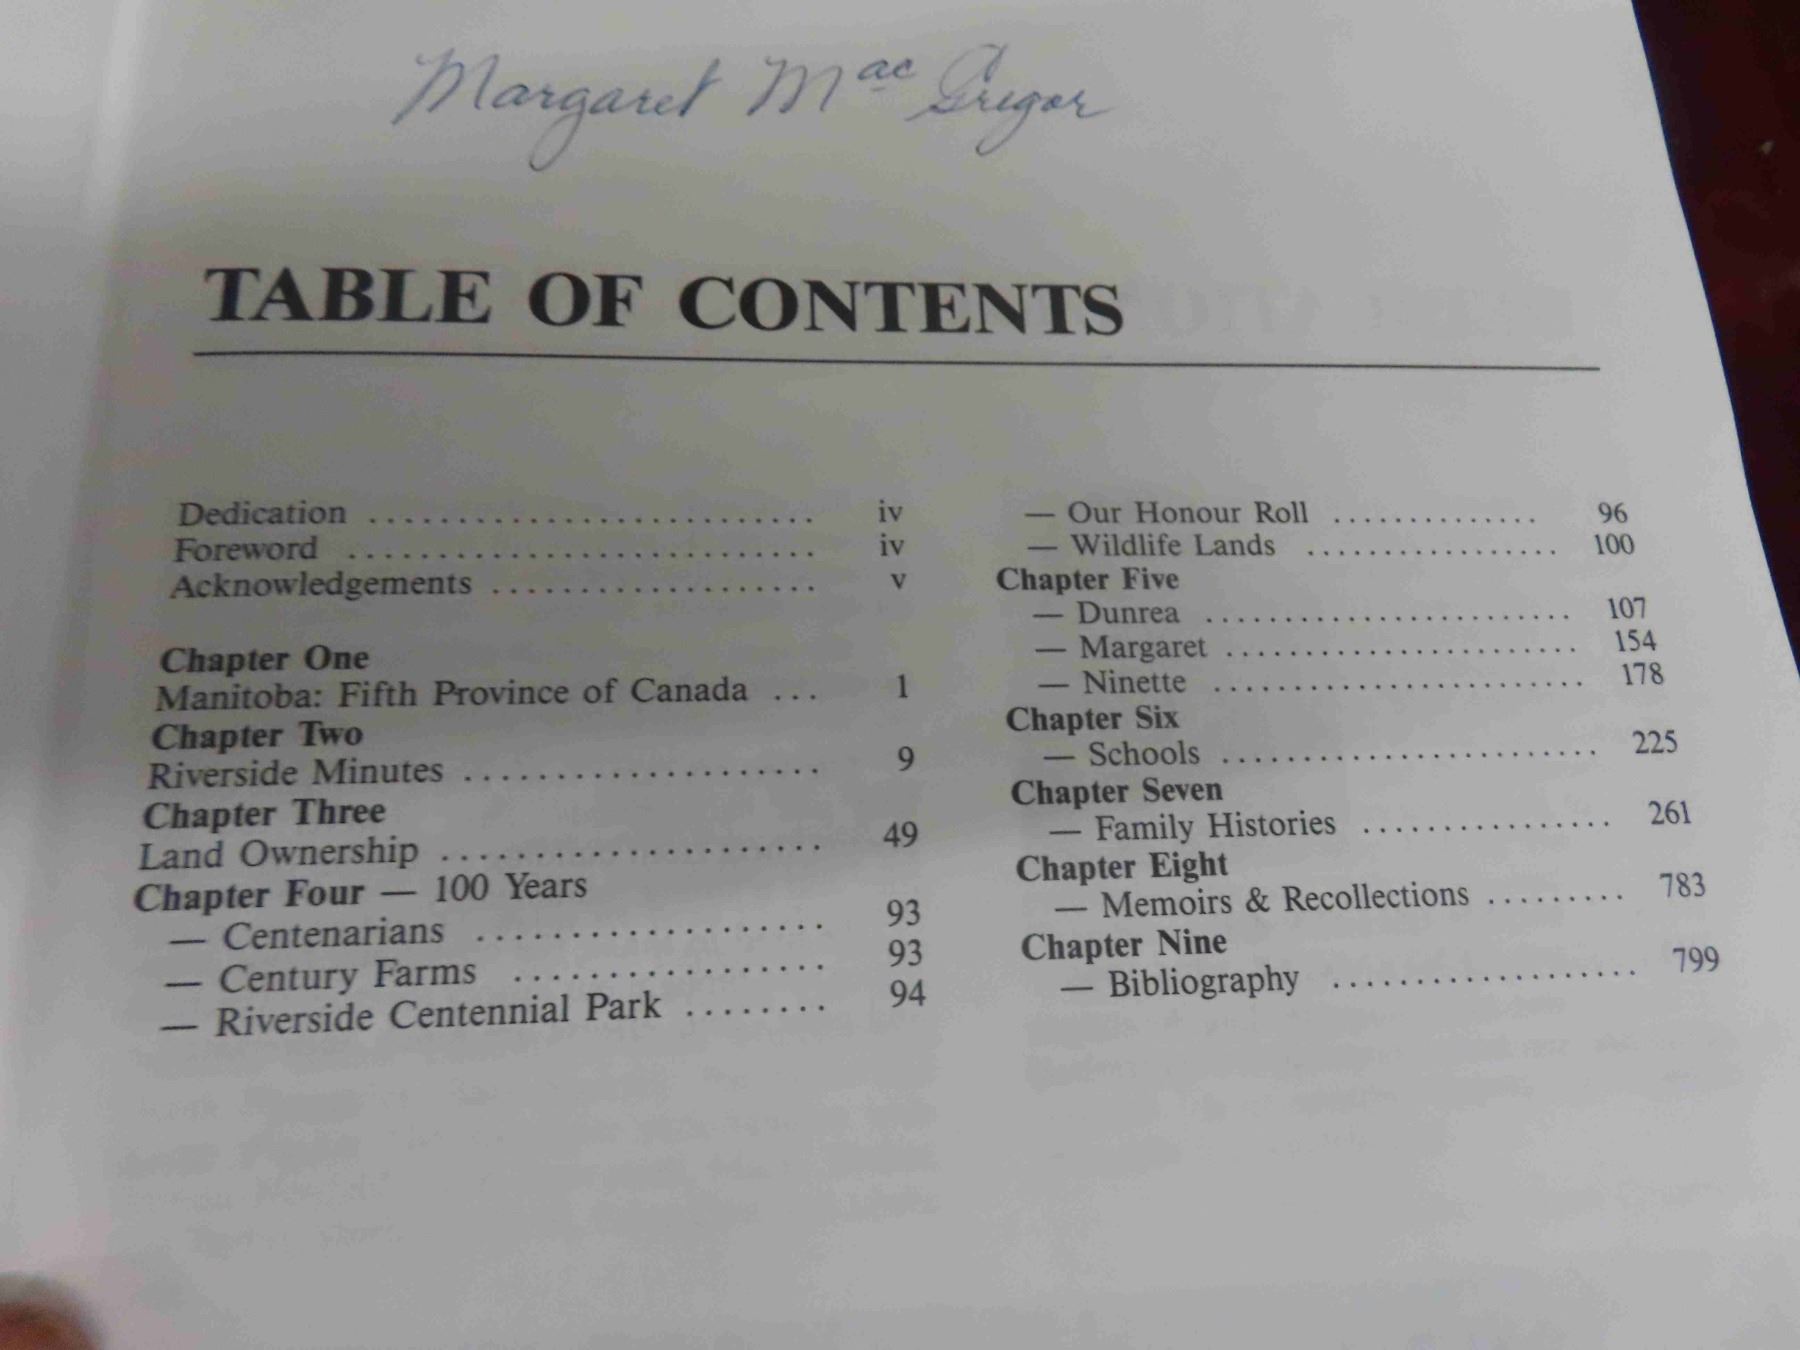 Margaret Mac Gregor
TABLE OF CONTENTS
Dedication ........................... iv
Foreword ........................... iv
Acknowledgements ................... v
Chapter One
Manitoba: Fifth Province of Canada ... 1
Chapter Two
Riverside Minutes ..................... 9
Chapter Three
Land Ownership ...................... 49
Chapter Four — 100 Years
— Centenarians .................... 93
— Century Farms .................. 93
— Riverside Centennial Park ........ 94
— Our Honour Roll .............. 96
— Wildlife Lands ................. 100
Chapter Five
— Dunrea ......................... 107
— Margaret ....................... 154
— Ninette .......................... 178
Chapter Six
— Schools .......................... 225
Chapter Seven
— Family Histories ................ 261
Chapter Eight
— Memoirs & Recollections ......... 783
Chapter Nine
— Bibliography .................... 799